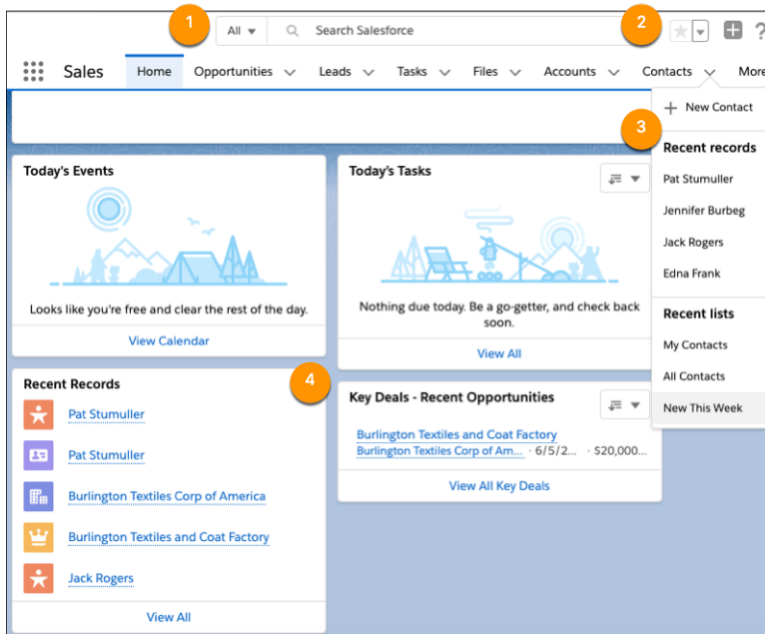 1
All
Search Salesforce
2
?
Sales
Home
Opportunities
Leads
Tasks
Files
Accounts
Contacts
More
New Contact
3
Recent records
Pat Stumuller
Jennifer Burbeg
Jack Rogers
Edna Frank
Recent lists
My Contacts
All Contacts
New This Week
Today's Events
Looks like you're free and clear the rest of the day.
View Calendar
Today's Tasks
Nothing due today. Be a go-getter, and check back
soon.
View All
Recent Records
4
Pat Stumuller
Pat Stumuller
Burlington Textiles Corp of America
Burlington Textiles and Coat Factory
Jack Rogers
View All
Key Deals - Recent Opportunities
Burlington Textiles and Coat Factory
Burlington Textiles Corp of Am... · 6/5/2... · $20,000...
View All Key Deals